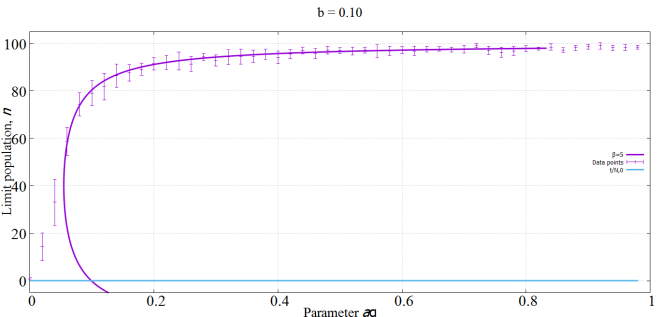 b = 0.10
100
80
60
40
20
0
Limit population, n
β=5
Data points
t/N,0
0
0.2
0.4
0.6
0.8
1
Parameter